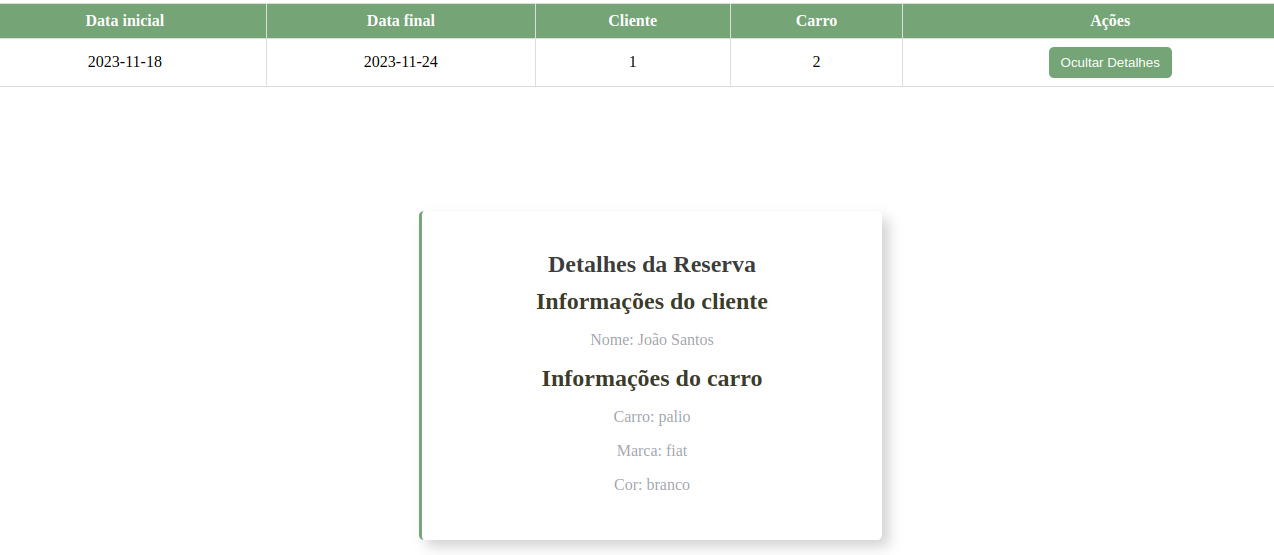 Data inicial Data final Cliente Carro Ações
2023-11-18 2023-11-24 1 2 Ocultar Detalhes
Detalhes da Reserva
Informações do cliente
Nome: João Santos
Informações do carro
Carro: palio
Marca: fiat
Cor: branco